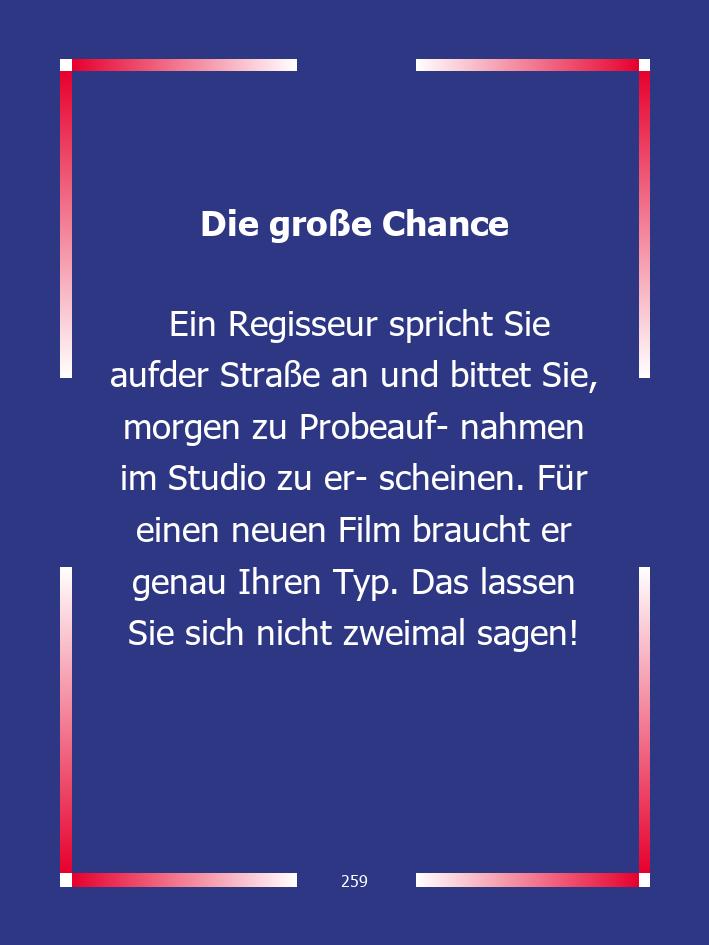 Die große Chance
Ein Regisseur spricht Sie
aufder Straße an und bittet Sie,
morgen zu Probeauf- nahmen
im Studio zu er- scheinen. Für
einen neuen Film braucht er
genau Ihren Typ. Das lassen
Sie sich nicht zweimal sagen!
259